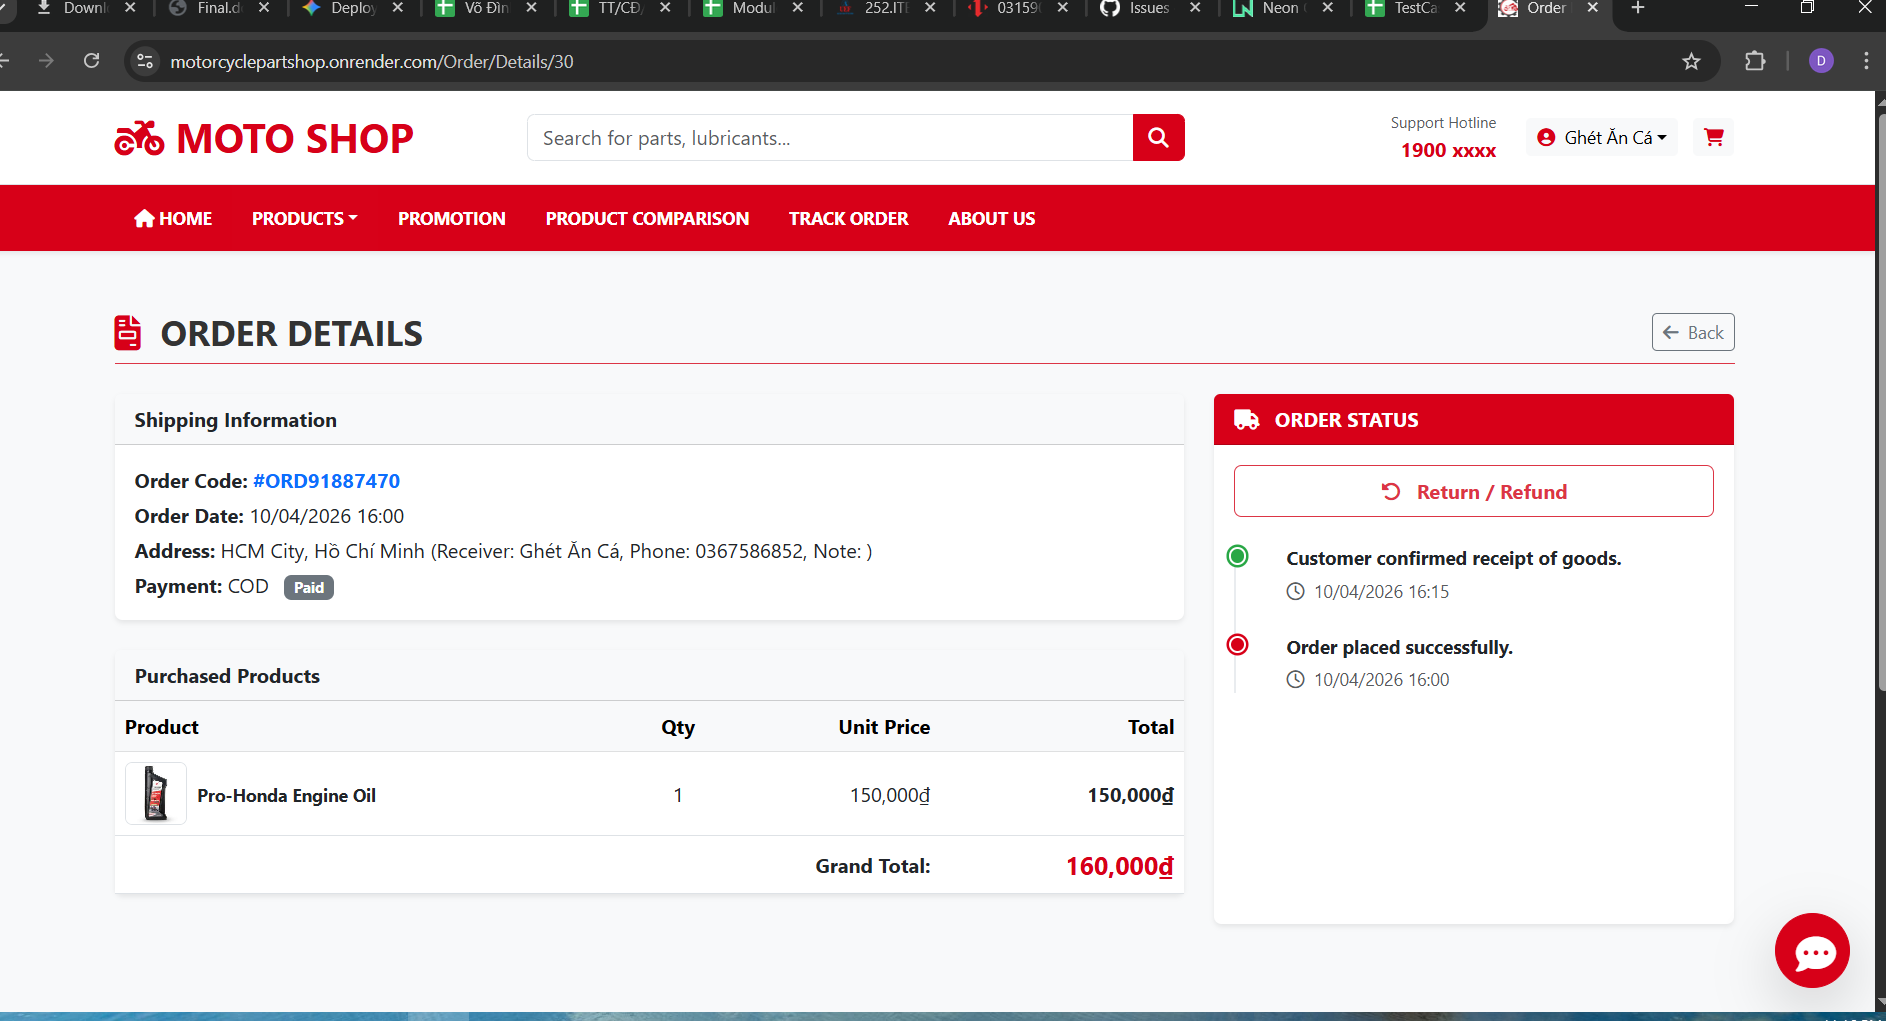 Final.d
Deploy
Võ Đìn
TT/CĐ
Modul
252.ITE
03159
Issues
Neon
TestCa
Order
motorcyclepartshop.onrender.com/Order/Details/30
D
MOTO SHOP
Search for parts, lubricants...
Support Hotline
1900 xxxx
Ghét Ăn Cá
HOME
PRODUCTS
PROMOTION
PRODUCT COMPARISON
TRACK ORDER
ABOUT US
ORDER DETAILS
Back
Shipping Information
Order Code: #ORD91887470
Order Date: 10/04/2026 16:00
Address: HCM City, Hồ Chí Minh (Receiver: Ghét Ăn Cá, Phone: 0367586852, Note: )
Payment: COD Paid
Purchased Products
Product Qty Unit Price Total
Pro-Honda Engine Oil 1 150,000₫ 150,000₫
Grand Total: 160,000₫
ORDER STATUS
Return / Refund
Customer confirmed receipt of goods.
10/04/2026 16:15
Order placed successfully.
10/04/2026 16:00